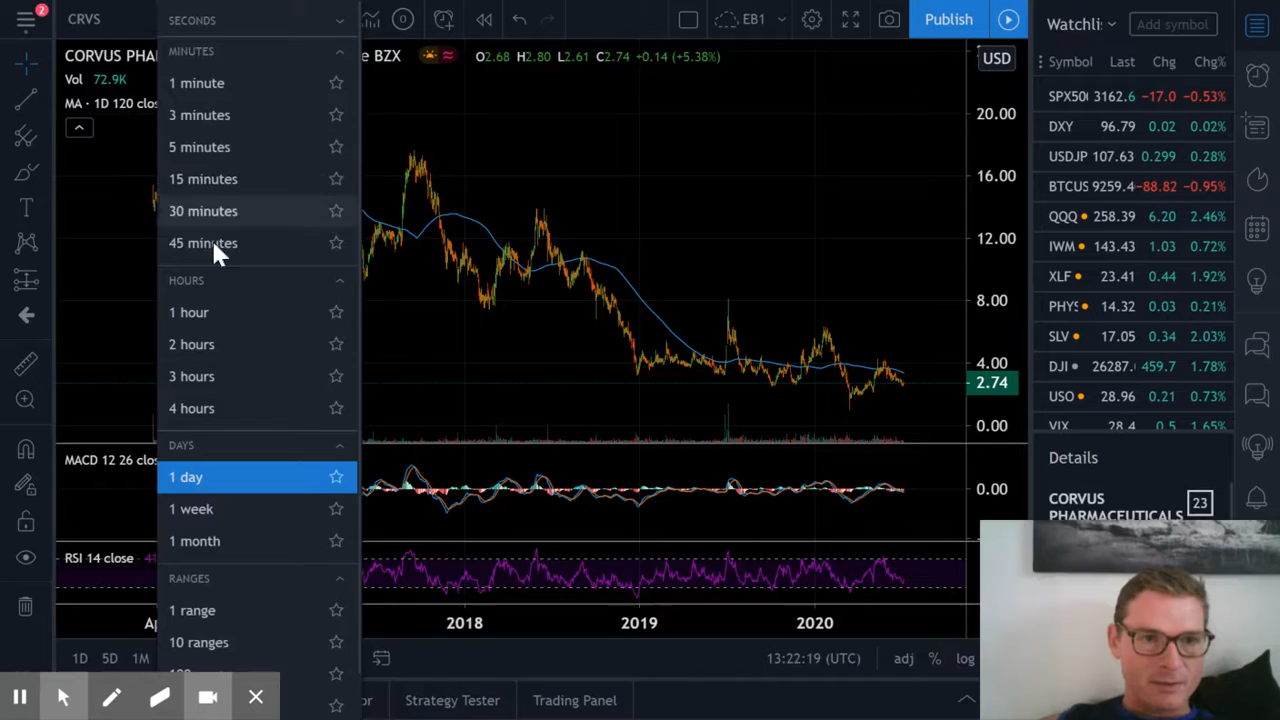 2
CRVS
SECONDS
EB1
Publish
Watchli:
Add symbol
CORVUS PHA
e BZX
O2.68 H2.80 L2.61 C2.74 +0.14 (+5.38%)
USD
Symbol Last Chg Chg%
Vol 72.9K
MA · 1D 120 clos
MINUTES
1 minute
3 minutes
5 minutes
15 minutes
30 minutes
45 minutes
HOURS
1 hour
2 hours
3 hours
4 hours
DAYS
1 day
1 week
1 month
RANGES
1 range
10 ranges
20.00
16.00
12.00
8.00
4.00
2.74
0.00
MACD 12 26 clos
0.00
RSI 14 close
Ap
2018
2019
2020
1D 5D 1M
13:22:19 (UTC)
adj % log
or
Strategy Tester
Trading Panel
SPX50 3162.6 −17.0 −0.53%
DXY 96.79 0.02 0.02%
USDJP 107.63 0.299 0.28%
BTCUS 9259.4 −88.82 −0.95%
QQQ 258.39 6.20 2.46%
IWM 143.43 1.03 0.72%
XLF 23.41 0.44 1.92%
PHYS 14.32 0.03 0.21%
SLV 17.05 0.34 2.03%
DJI 26287. 459.7 1.78%
USO 28.96 0.21 0.73%
VIX 28.4 0.5 1.65%
Details
CORVUS
PHARMACEUTICALS
23